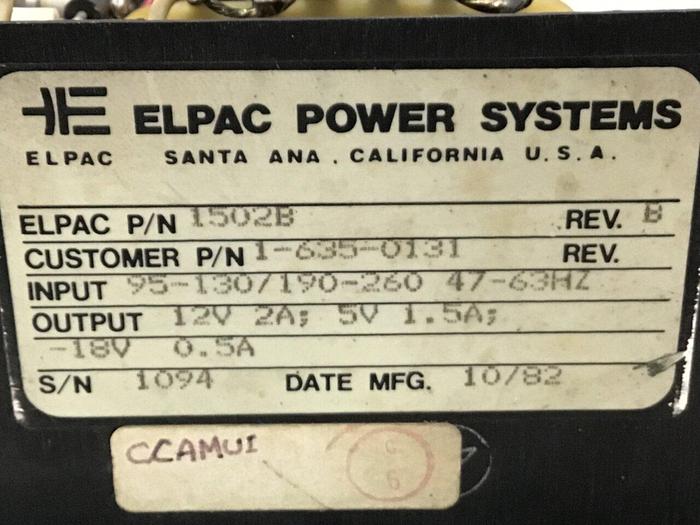 ELPAC POWER SYSTEMS
ELPAC SANTA ANA, CALIFORNIA U.S.A.
ELPAC P/N 1502B REV. B
CUSTOMER P/N 1-635-0131 REV.
INPUT 95-130/190-260 47-63HZ
OUTPUT 12V 2A; 5V 1.5A;
-18V 0.5A
S/N 1094 DATE MFG. 10/82
CCAMUI